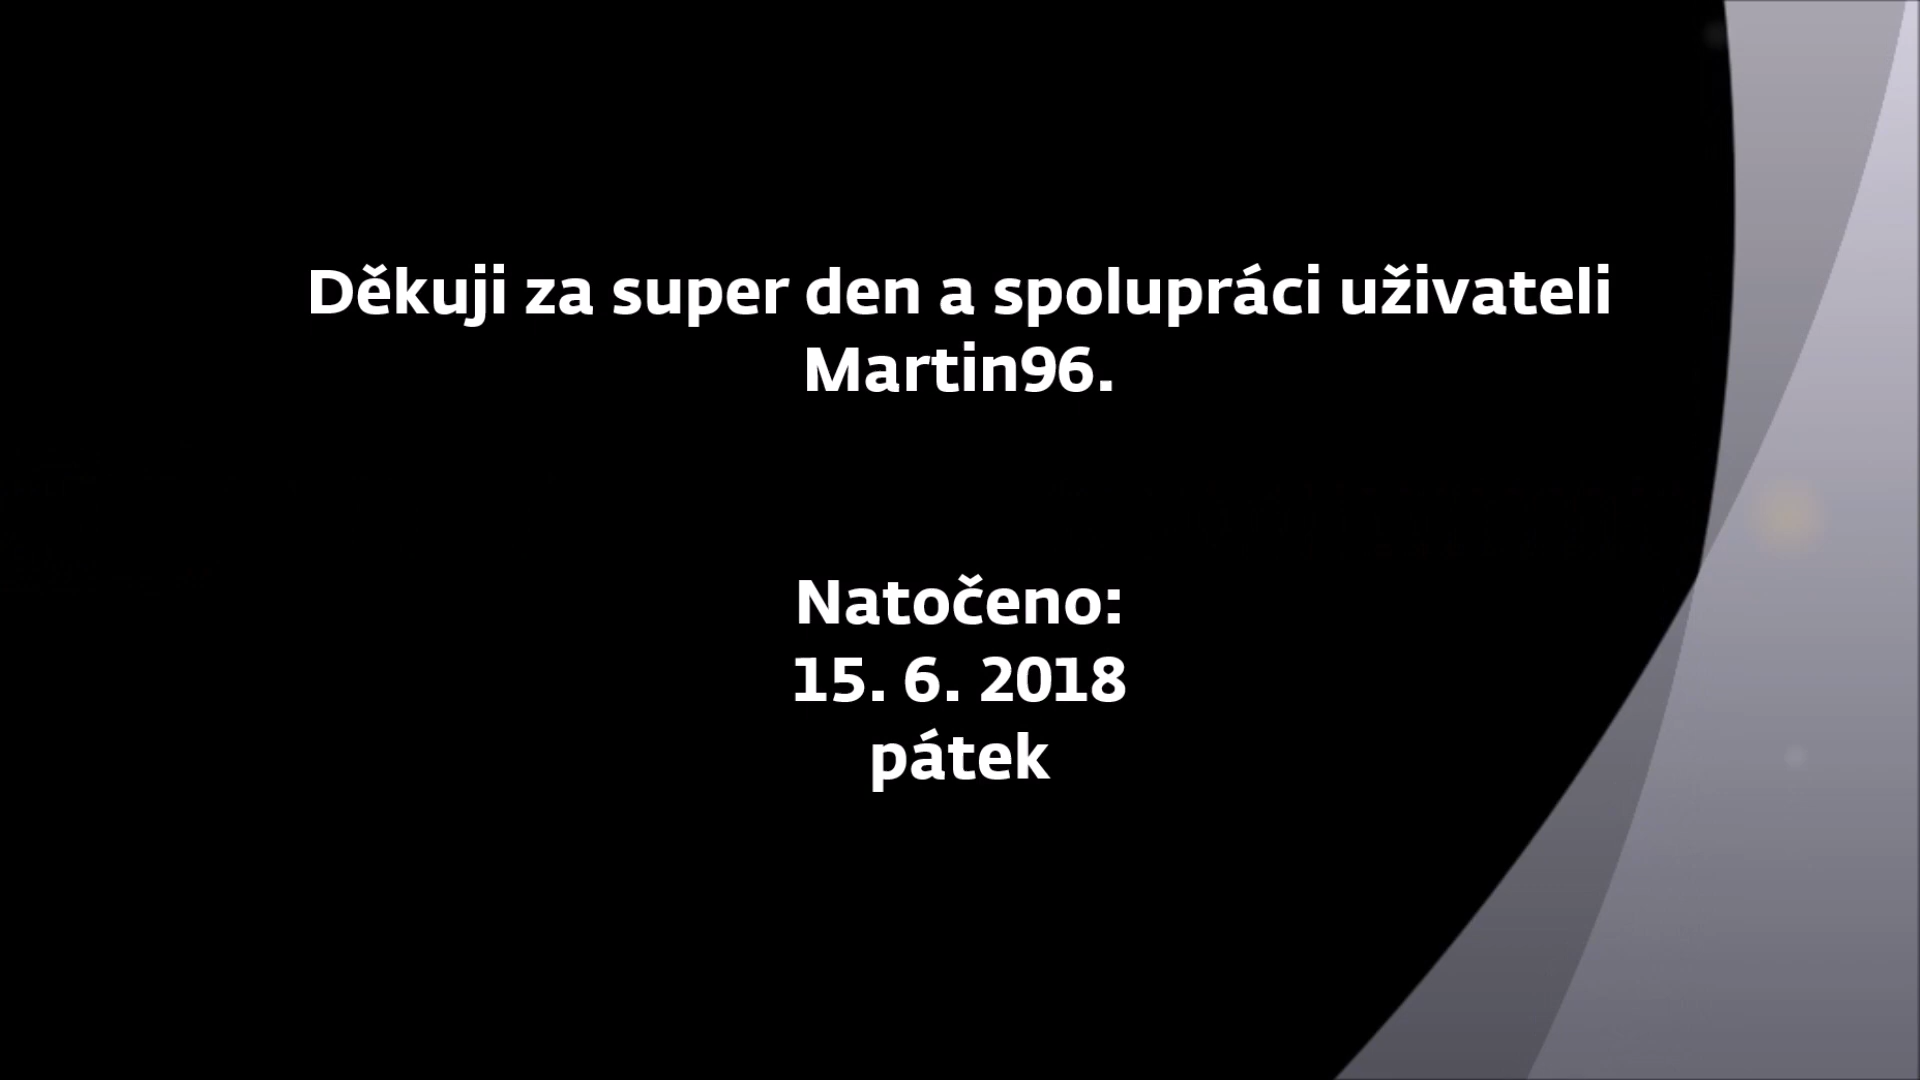 Děkuji za super den a spolupráci uživateli
Martin96.
Natočeno:
15. 6. 2018
pátek